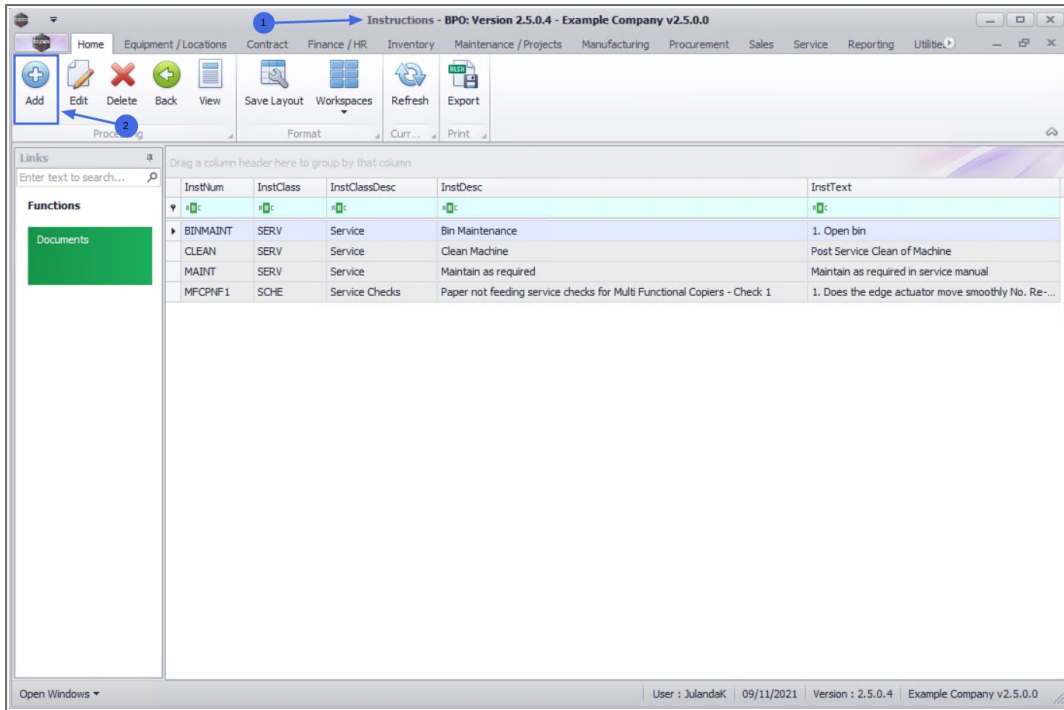 1
Instructions - BPO: Version 2.5.0.4 - Example Company v2.5.0.0
Home Equipment / Locations Contract Finance / HR Inventory Maintenance / Projects Manufacturing Procurement Sales Service Reporting
Add Edit Delete Back View Save Layout Workspaces Refresh Export
2
Format Curr... Print
Links
Drag a column header here to group by that column
Enter text to search...
InstNum InstClass InstClassDesc InstDesc InstText
Functions
Documents
BINMAINT SERV Service Bin Maintenance 1. Open bin
CLEAN SERV Service Clean Machine Post Service Clean of Machine
MAINT SERV Service Maintain as required Maintain as required in service manual
MFCPNF1 SCHE Service Checks Paper not feeding service checks for Multi Functional Copiers - Check 1 1. Does the edge actuator move smoothly No. Re-...
Open Windows User : JulandaK 09/11/2021 Version : 2.5.0.4 Example Company v2.5.0.0